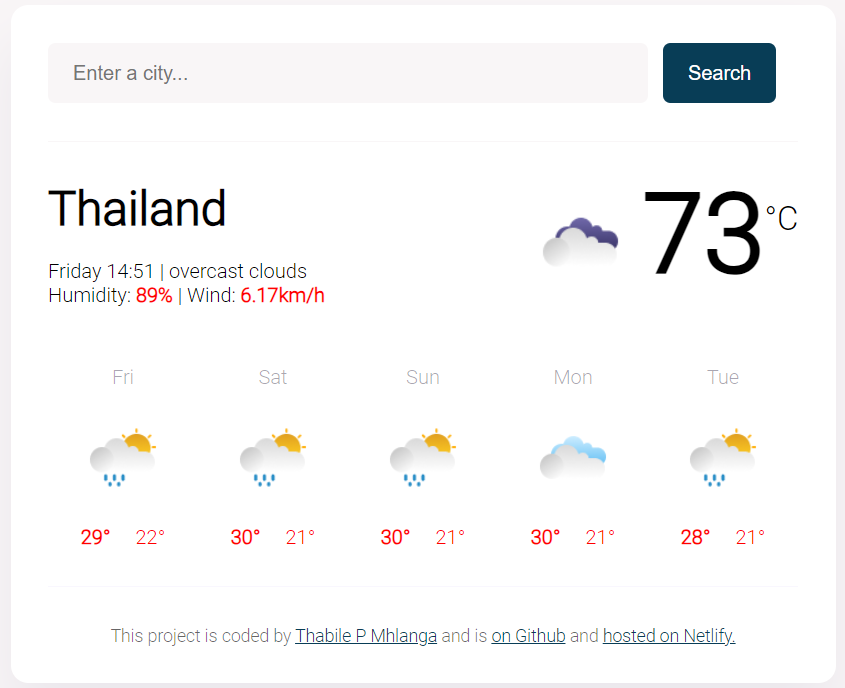 Enter a city...
Search
Thailand
73 °C
Friday 14:51 | overcast clouds
Humidity: 89% | Wind: 6.17km/h
Fri Sat Sun Mon Tue
29° 22° 30° 21° 30° 21° 30° 21° 28° 21°
This project is coded by Thabile P Mhlanga and is on Github and hosted on Netlify.